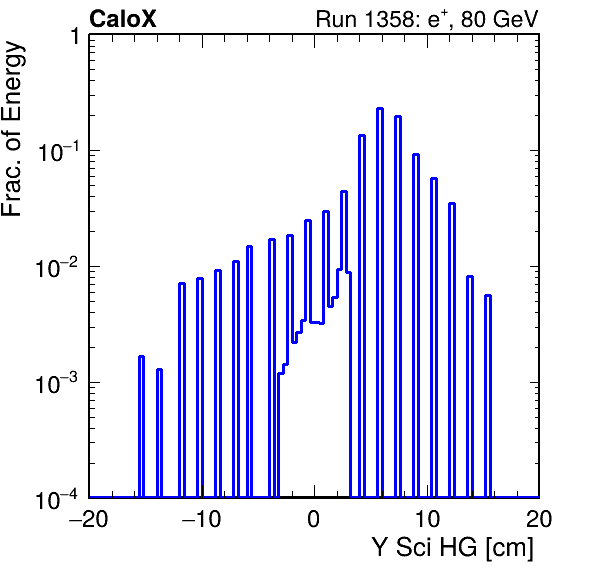 CaloX Run 1358: e⁺, 80 GeV
Frac. of Energy
1
10⁻¹
10⁻²
10⁻³
10⁻⁴
−20 −10 0 10 20
Y Sci HG [cm]